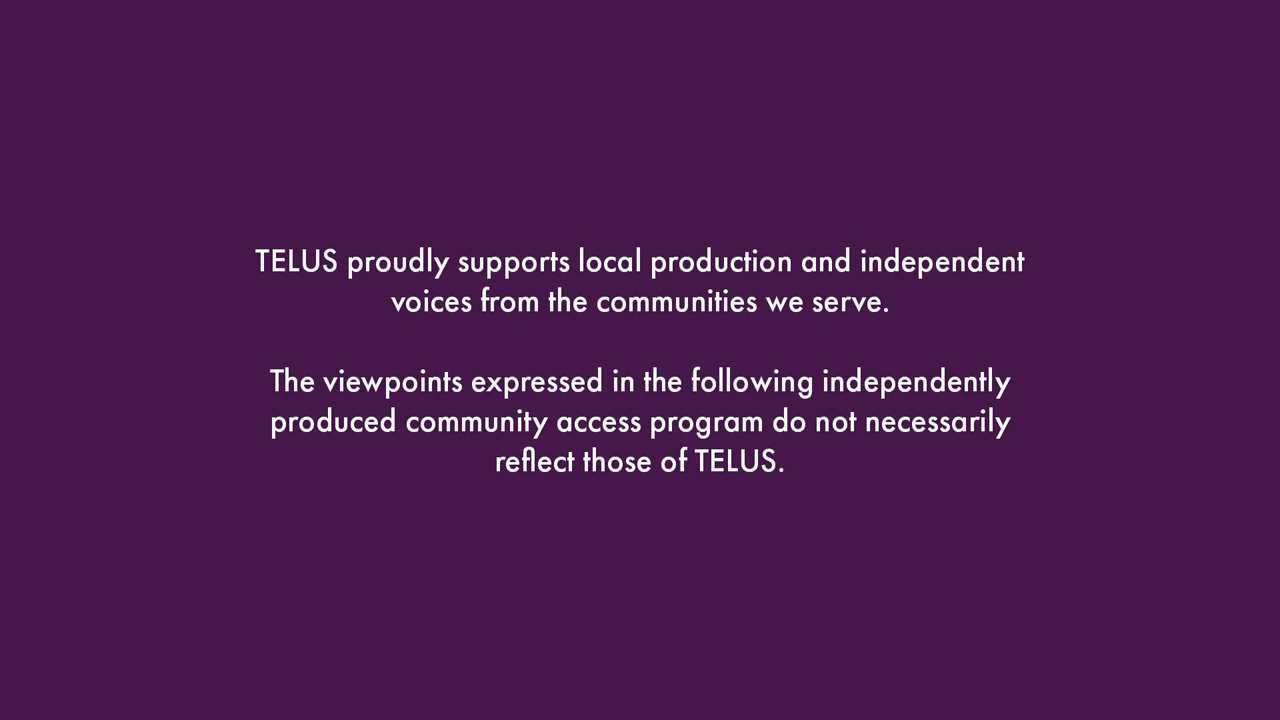 TELUS proudly supports local production and independent
voices from the communities we serve.
The viewpoints expressed in the following independently
produced community access program do not necessarily
reflect those of TELUS.